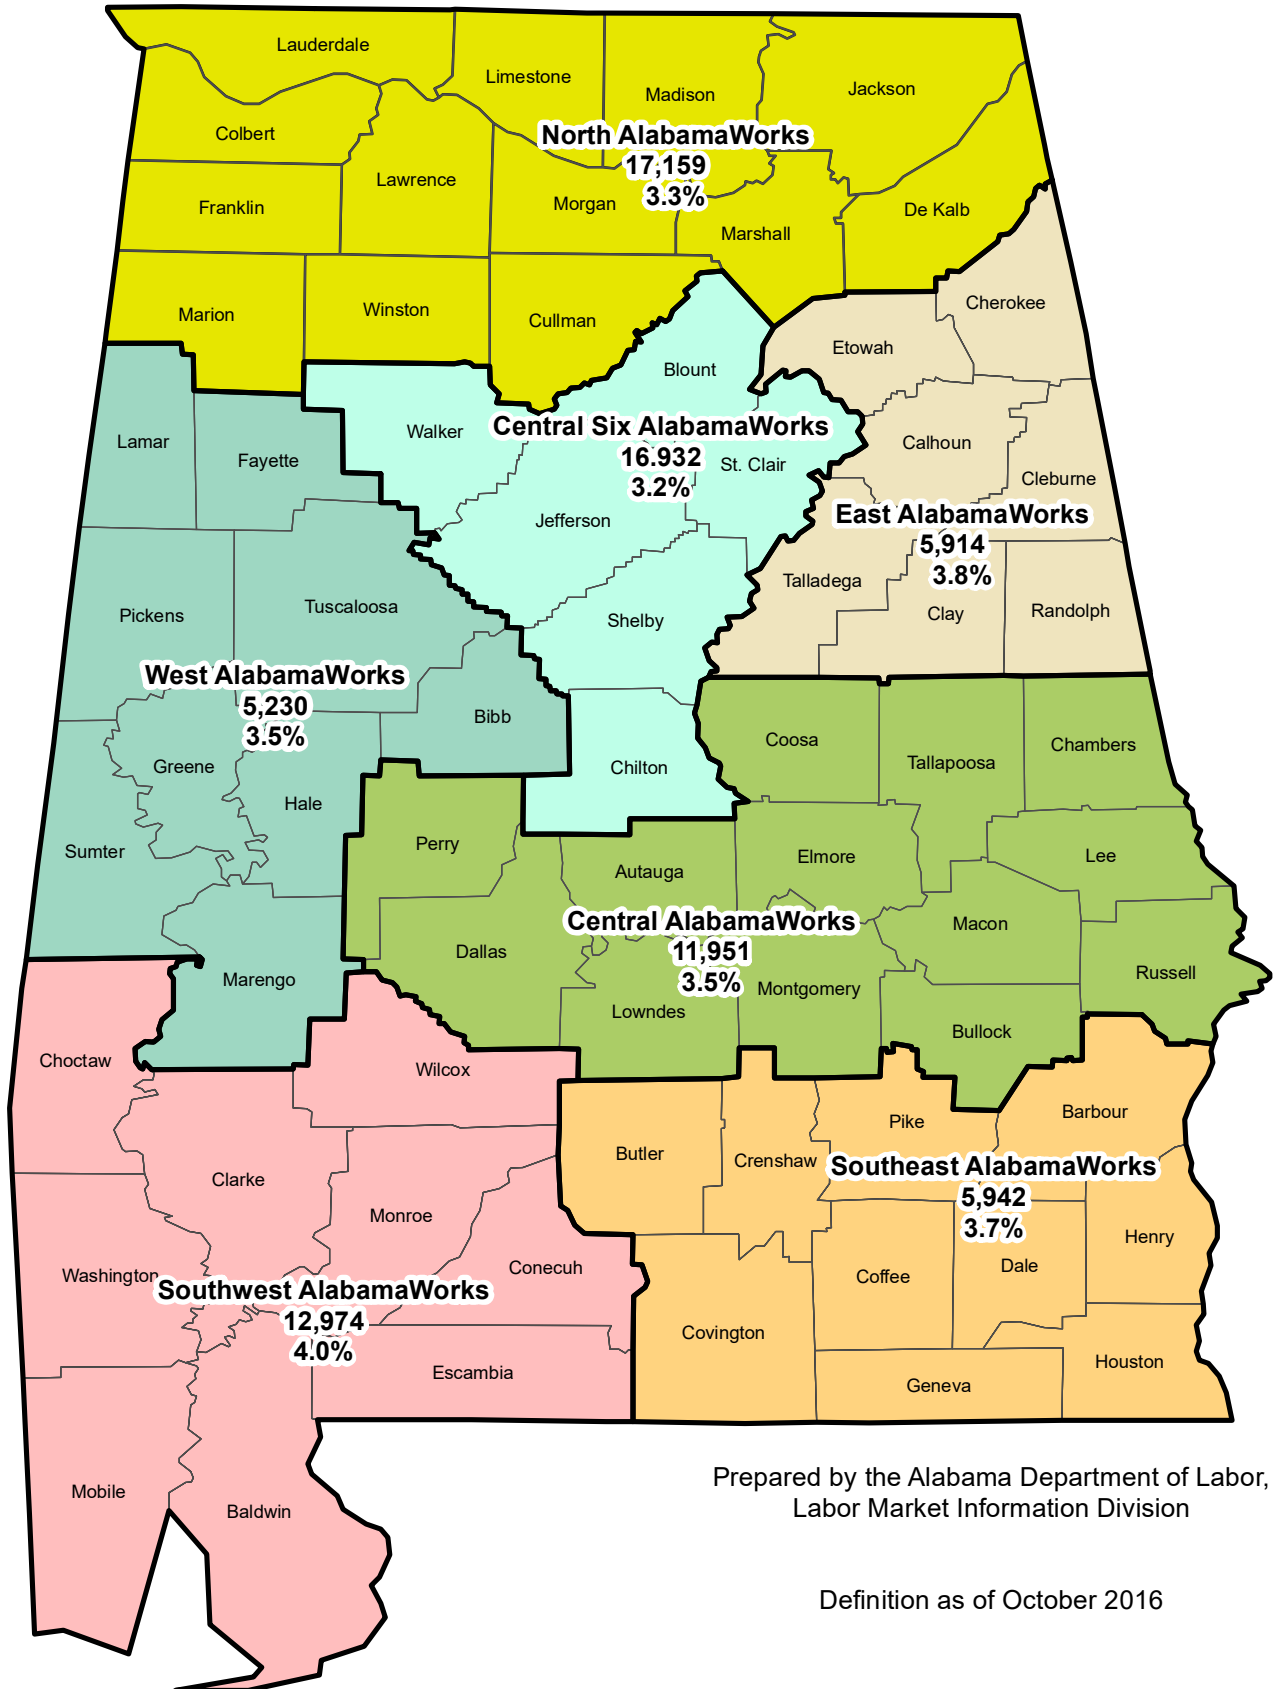 Lauderdale
Limestone
Madison
Jackson
Colbert
North AlabamaWorks
17,159
3.3%
Lawrence
Franklin
Morgan
De Kalb
Marshall
Marion
Winston
Cullman
Cherokee
Etowah
Blount
Lamar
Fayette
Walker
Central Six AlabamaWorks
16.932
3.2%
St. Clair
Calhoun
Cleburne
Jefferson
East AlabamaWorks
5,914
3.8%
Talladega
Clay
Randolph
Pickens
Tuscaloosa
Shelby
West AlabamaWorks
5,230
3.5%
Bibb
Greene
Hale
Chilton
Coosa
Tallapoosa
Chambers
Sumter
Perry
Autauga
Elmore
Lee
Central AlabamaWorks
11,951
3.5%
Macon
Dallas
Marengo
Lowndes
Montgomery
Russell
Bullock
Choctaw
Wilcox
Clarke
Butler
Crenshaw
Pike
Barbour
Southeast AlabamaWorks
5,942
3.7%
Monroe
Washington
Conecuh
Coffee
Dale
Henry
Southwest AlabamaWorks
12,974
4.0%
Escambia
Covington
Geneva
Houston
Mobile
Baldwin
Prepared by the Alabama Department of Labor,
Labor Market Information Division
Definition as of October 2016